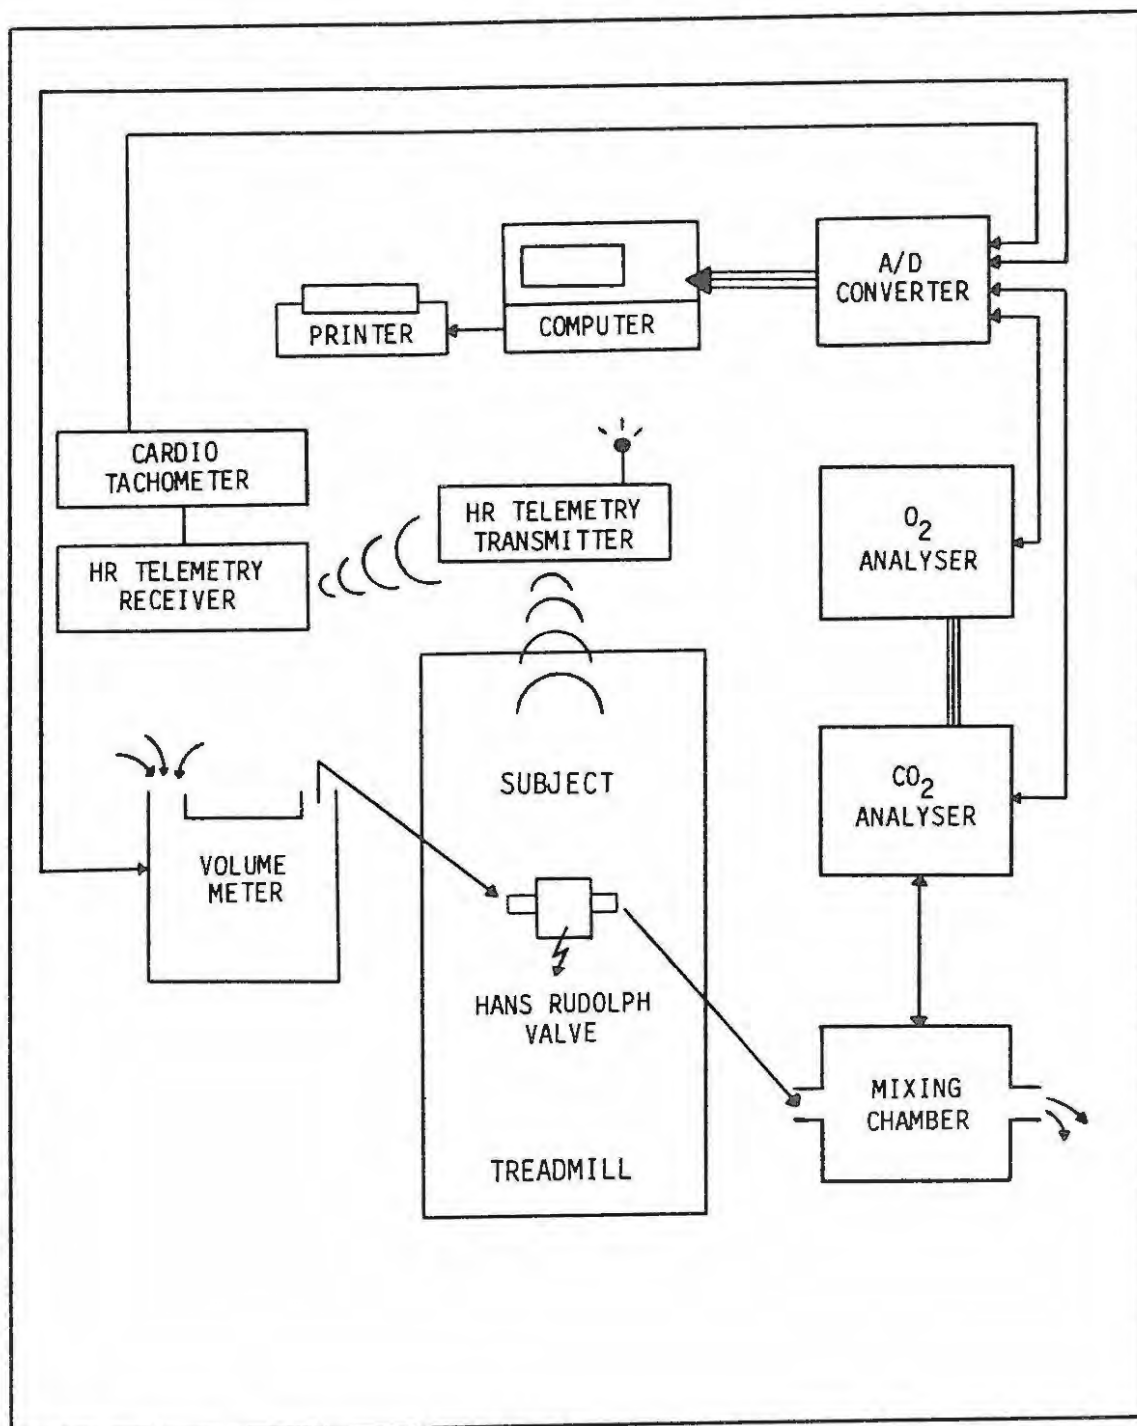 A/D
CONVERTER
COMPUTER
PRINTER
CARDIO
TACHOMETER
HR TELEMETRY
TRANSMITTER
HR TELEMETRY
RECEIVER
O2
ANALYSER
SUBJECT
CO2
ANALYSER
VOLUME
METER
HANS RUDOLPH
VALVE
MIXING
CHAMBER
TREADMILL